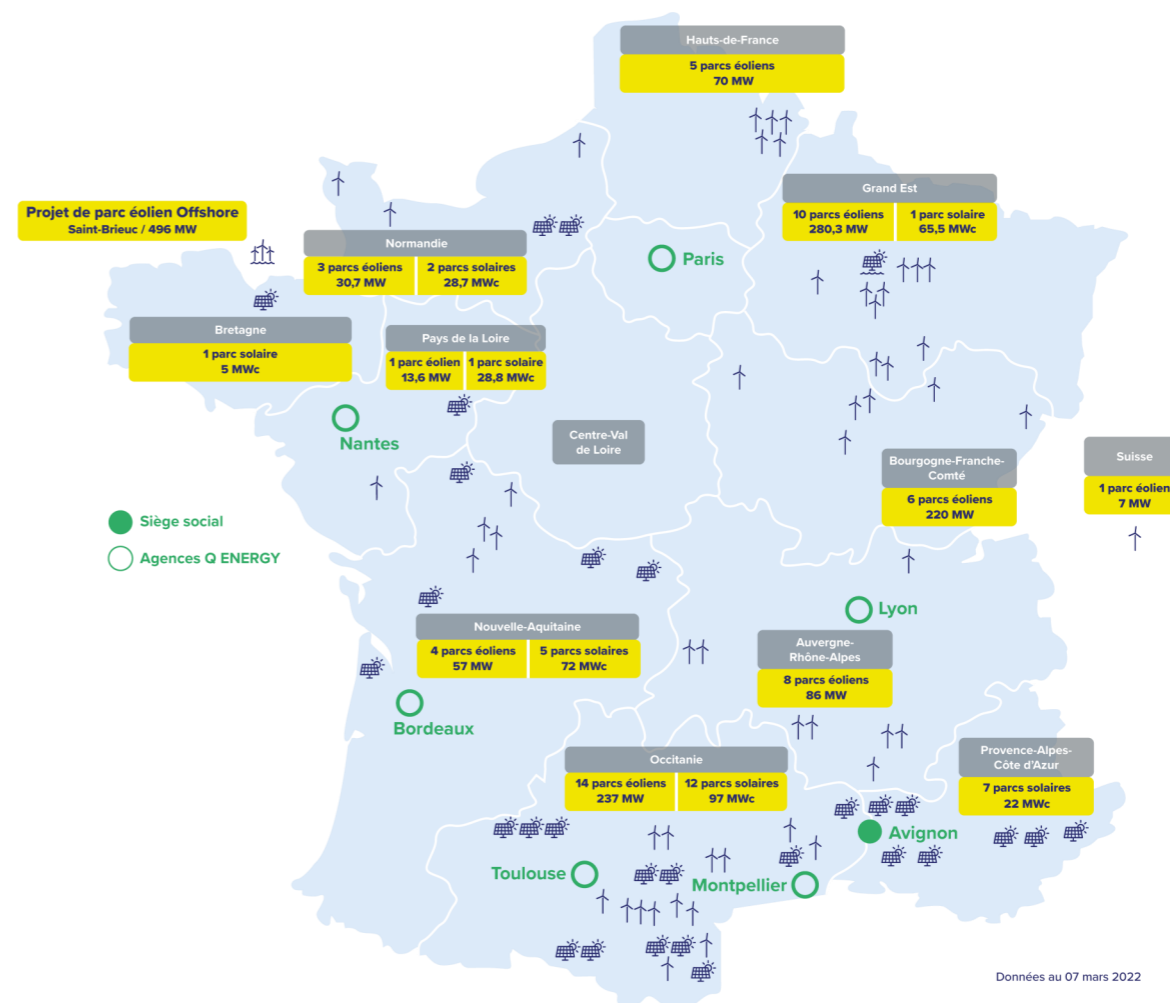 Hauts-de-France
5 parcs éoliens
70 MW
Grand Est
10 parcs éoliens
280,3 MW
1 parc solaire
65,5 MWc
Projet de parc éolien Offshore
Saint-Brieuc / 496 MW
Normandie
3 parcs éoliens
30,7 MW
2 parcs solaires
28,7 MWc
Paris
Bretagne
1 parc solaire
5 MWc
Pays de la Loire
1 parc éolien
13,6 MW
1 parc solaire
28,8 MWc
Nantes
Centre-Val
de Loire
Bourgogne-Franche-
Comté
6 parcs éoliens
220 MW
Suisse
1 parc éolien
7 MW
Siège social
Agences Q ENERGY
Lyon
Nouvelle-Aquitaine
4 parcs éoliens
57 MW
5 parcs solaires
72 MWc
Auvergne-
Rhône-Alpes
8 parcs éoliens
86 MW
Bordeaux
Occitanie
14 parcs éoliens
237 MW
12 parcs solaires
97 MWc
Provence-Alpes-
Côte d'Azur
7 parcs solaires
22 MWc
Avignon
Toulouse
Montpellier
Données au 07 mars 2022